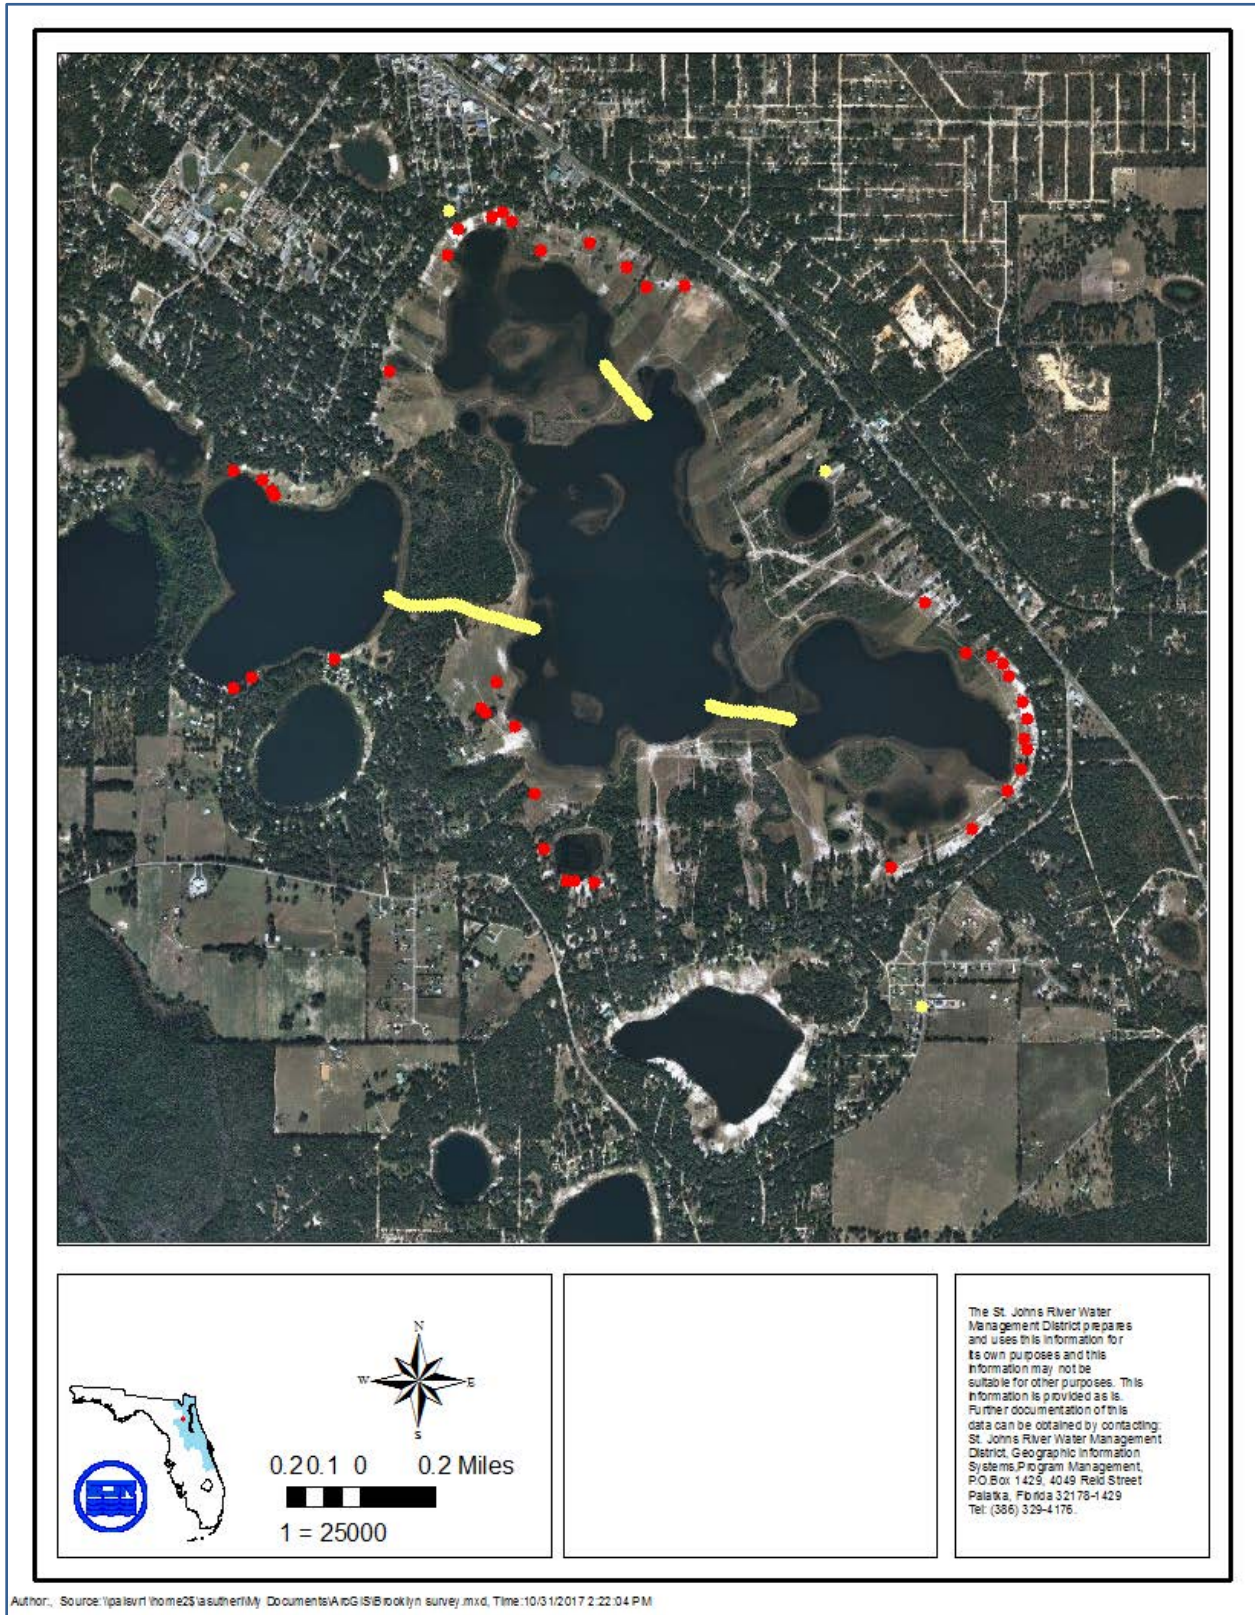 N
W
E
S
0.2 0.1 0 0.2 Miles
1 = 25000
The St. Johns River Water
Management District prepares
and uses this information for
its own purposes and this
information may not be
suitable for other purposes. This
information is provided as is.
Further documentation of this
data can be obtained by contacting:
St. Johns River Water Management
District, Geographic Information
Systems,Program Management,
P.O.Box 1429, 4049 Reid Street
Palatka, Florida 32178-1429
Tel: (386) 329-4176.
Author:, Source:\\palsvr1\home2$\asutherl\My Documents\ArcGIS\Brooklyn survey.mxd, Time:10/31/2017 2:22:04 PM